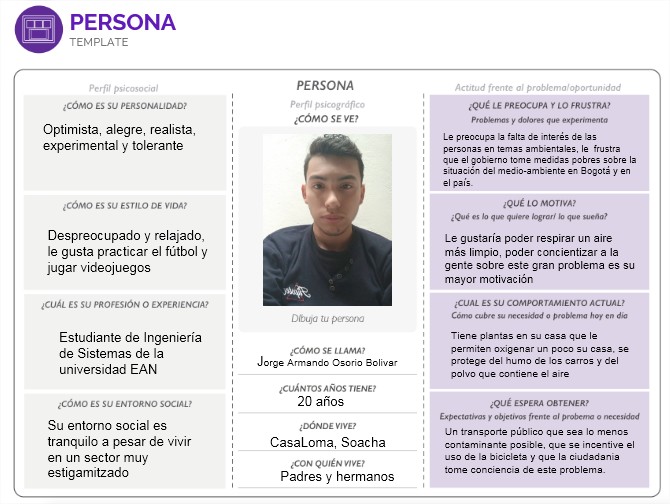 PERSONA
TEMPLATE
Perfil psicosocial
¿CÓMO ES SU PERSONALIDAD?
Optimista, alegre, realista,
experimental y tolerante
¿CÓMO ES SU ESTILO DE VIDA?
Despreocupado y relajado,
le gusta practicar el fútbol y
jugar videojuegos
¿CUÁL ES SU PROFESIÓN O EXPERIENCIA?
Estudiante de Ingeniería
de Sistemas de la
universidad EAN
¿CÓMO ES SU ENTORNO SOCIAL?
Su entorno social es
tranquilo a pesar de vivir
en un sector muy
estigamitzado
PERSONA
Perfil psicográfico
¿CÓMO SE VE?
Dibuja tu persona
¿CÓMO SE LLAMA?
Jorge Armando Osorio Bolivar
¿CUÁNTOS AÑOS TIENE?
20 años
¿DÓNDE VIVE?
CasaLoma, Soacha
¿CON QUIÉN VIVE?
Padres y hermanos
Actitud frente al problema/oportunidad
¿QUÉ LE PREOCUPA Y LO FRUSTRA?
Problemas y dolores que experimenta
Le preocupa la falta de interés de las
personas en temas ambientales, le frustra
que el gobierno tome medidas pobres sobre la
situación del medio-ambiente en Bogotá y en
el país.
¿QUÉ LO MOTIVA?
¿Qué es lo que quiere lograr/ lo que sueña?
Le gustaría poder respirar un aire
más limpio, poder concientizar a la
gente sobre este gran problema es su
mayor motivación
¿CUAL ES SU COMPORTAMIENTO ACTUAL?
Cómo cubre su necesidad o problema hoy en día
Tiene plantas en su casa que le
permiten oxigenar un poco su casa, se
protege del humo de los carros y del
polvo que contiene el aire
¿QUÉ ESPERA OBTENER?
Expectativas y objetivos frente al probema o necesidad
Un transporte público que sea lo menos
contaminante posible, que se incentive el
uso de la bicicleta y que la ciudadania
tome conciencia de este problema.